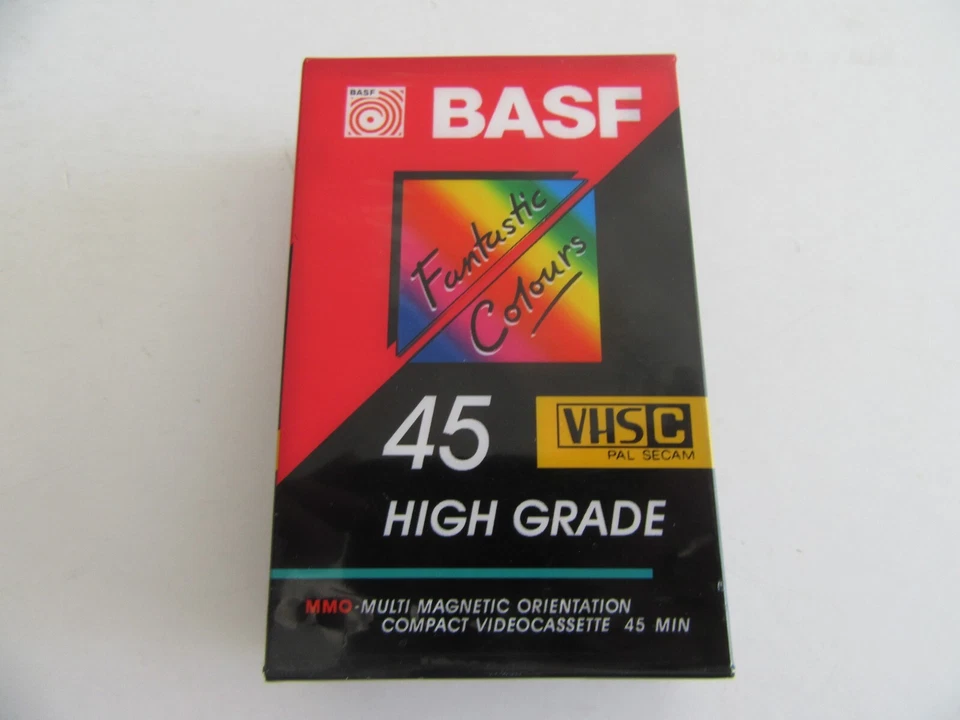 BASF
BASF
Fantastic
Colours
45
VHS C
PAL SECAM
HIGH GRADE
MMO-MULTI MAGNETIC ORIENTATION
COMPACT VIDEOCASSETTE 45 MIN